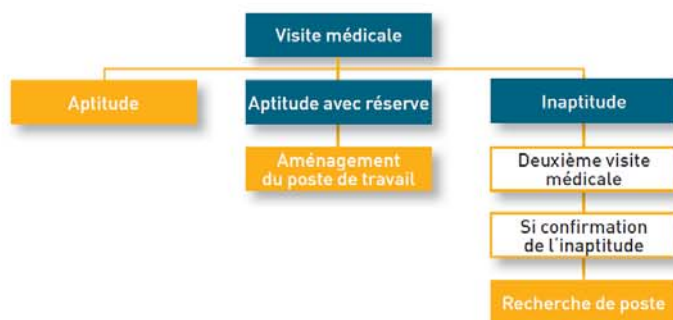 Visite médicale
Aptitude
Aptitude avec réserve
Inaptitude
Aménagement
du poste de travail
Deuxième visite
médicale
Si confirmation
de l'inaptitude
Recherche de poste